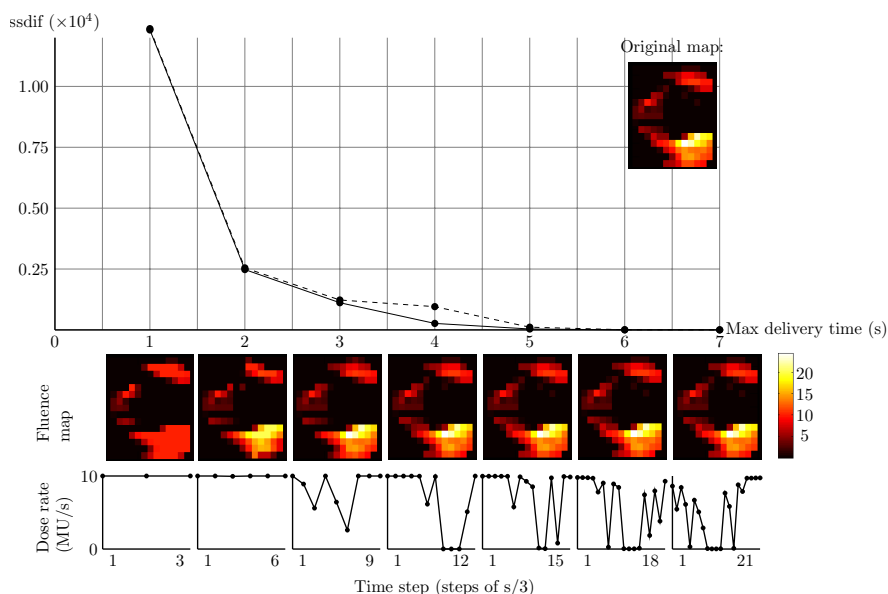 ssdif (×10⁴)
Original map:
1.00
0.75
0.50
0.25
0 1 2 3 4 5 6 7
Max delivery time (s)
Fluence
map
20
15
10
5
Dose rate
(MU/s)
10
0
1 3 1 6 1 9 1 12 1 15 1 18 1 21
Time step (steps of s/3)